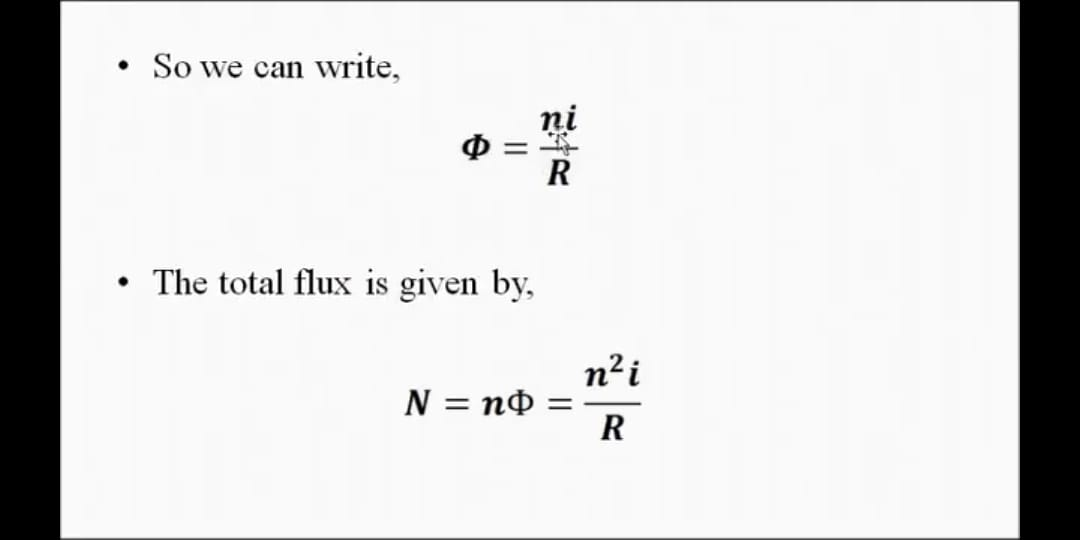 • So we can write,
Φ = ni/R
• The total flux is given by,
N = nΦ = n²i/R